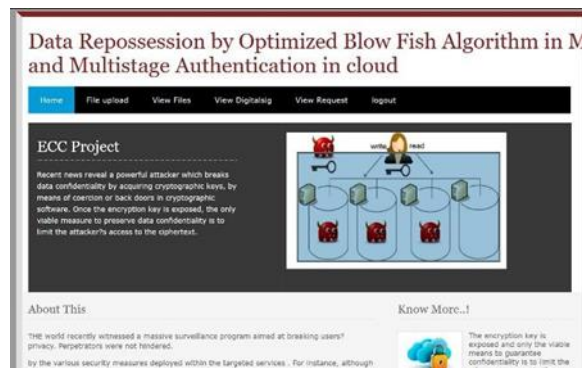 Data Repossession by Optimized Blow Fish Algorithm in M
and Multistage Authentication in cloud
Home File upload View Files View Digitalsig View Request logout
ECC Project
Recent news reveal a powerful attacker which breaks
data confidentiality by acquiring cryptographic keys, by
means of coercion or back doors in cryptographic
software. Once the encryption key is exposed, the only
viable measure to preserve data confidentiality is to
limit the attacker?s access to the ciphertext.
write read
About This
THE world recently witnessed a massive surveillance program aimed at breaking users?
privacy. Perpetrators were not hindered.
by the various security measures deployed within the targeted services . For instance, although
Know More..!
The encryption key is
exposed and only the viable
means to guarantee
confidentiality is to limit the